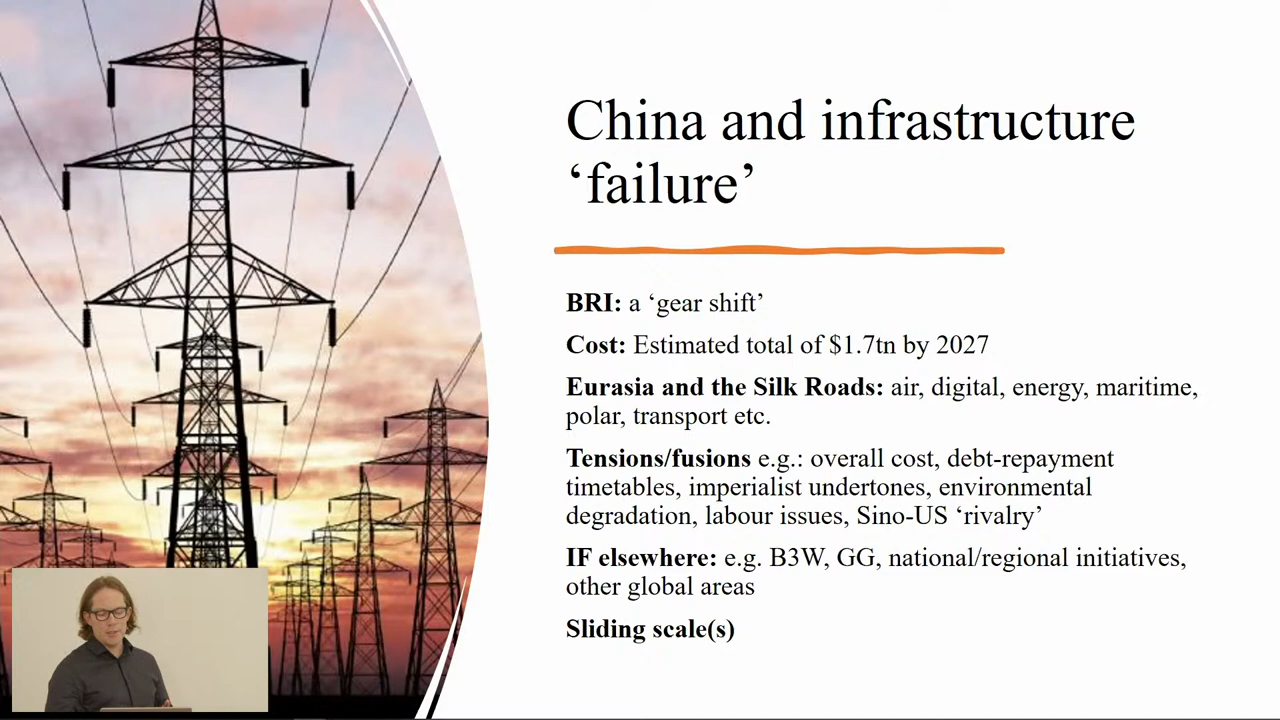 China and infrastructure
‘failure’
BRI: a ‘gear shift’
Cost: Estimated total of $1.7tn by 2027
Eurasia and the Silk Roads: air, digital, energy, maritime,
polar, transport etc.
Tensions/fusions e.g.: overall cost, debt-repayment
timetables, imperialist undertones, environmental
degradation, labour issues, Sino-US ‘rivalry’
IF elsewhere: e.g. B3W, GG, national/regional initiatives,
other global areas
Sliding scale(s)